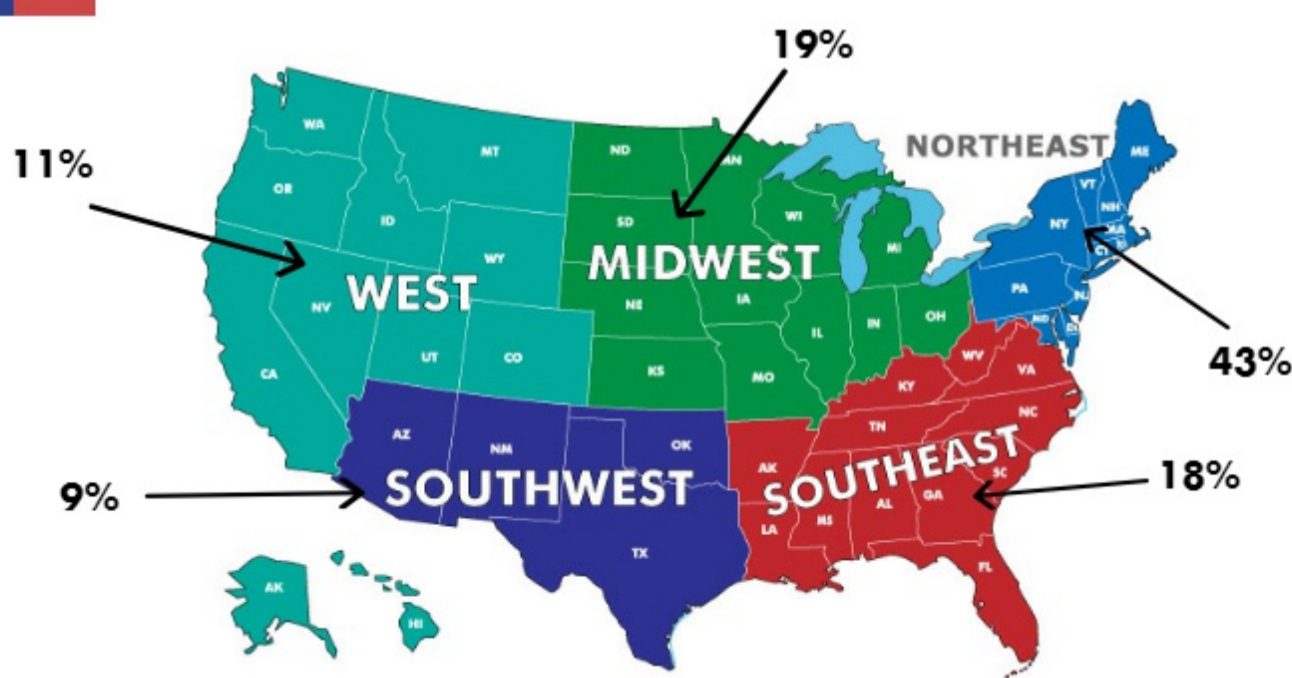 19%
NORTHEAST
11%
WA
MT
ND
MN
ME
VT
NH
OR
ID
SD
WI
MI
NY
MA
CT
WY
MIDWEST
WEST
NV
NE
IA
IL
IN
OH
PA
NJ
MD
43%
CA
UT
CO
KS
MO
KY
WV
VA
AZ
NM
OK
TN
NC
AK
SOUTHEAST
SC
SOUTHWEST
9%
18%
LA
MS
AL
GA
TX
FL
AK
HI